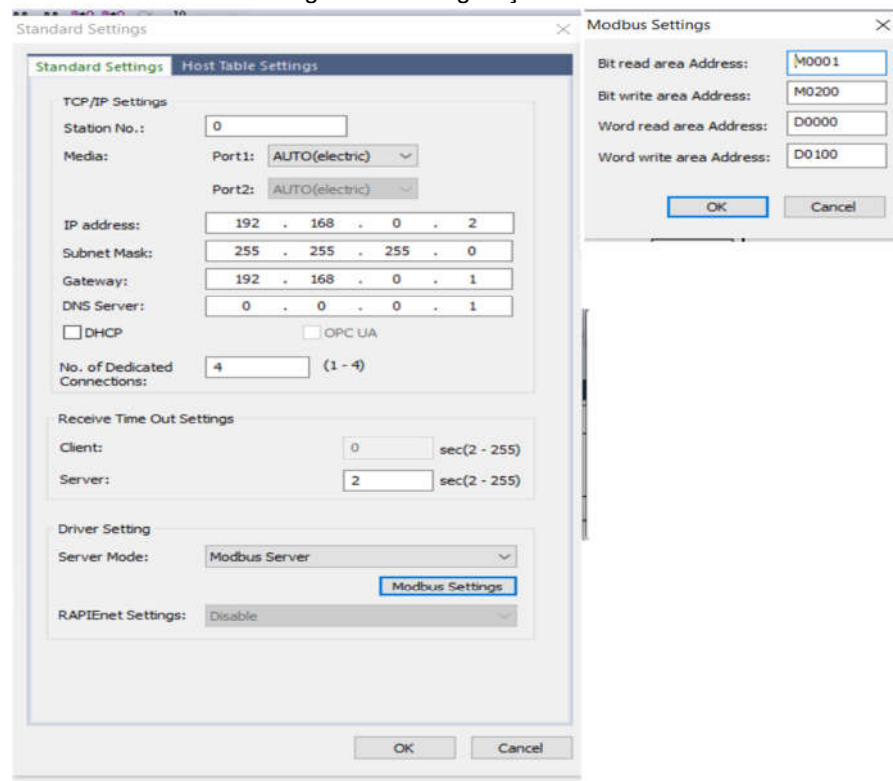 Standard Settings
Standard Settings Host Table Settings
TCP/IP Settings
Station No.: 0
Media: Port1: AUTO(electric)
Port2: AUTO(electric)
IP address: 192 . 168 . 0 . 2
Subnet Mask: 255 . 255 . 255 . 0
Gateway: 192 . 168 . 0 . 1
DNS Server: 0 . 0 . 0 . 1
DHCP OPC UA
No. of Dedicated Connections: 4 (1 - 4)
Receive Time Out Settings
Client: 0 sec(2 - 255)
Server: 2 sec(2 - 255)
Driver Setting
Server Mode: Modbus Server
Modbus Settings
RAPIEnet Settings: Disable
OK Cancel
Modbus Settings
Bit read area Address: M0001
Bit write area Address: M0200
Word read area Address: D0000
Word write area Address: D0100
OK Cancel